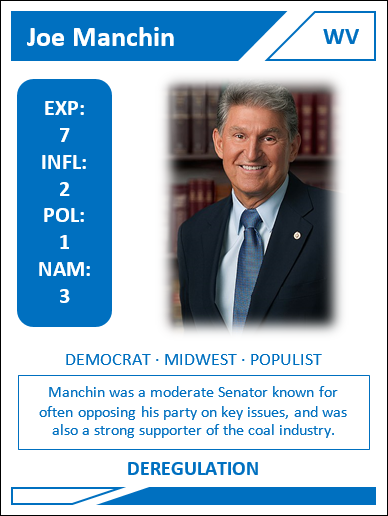 Joe Manchin
WV
EXP:
7
INFL:
2
POL:
1
NAM:
3
DEMOCRAT · MIDWEST · POPULIST
Manchin was a moderate Senator known for
often opposing his party on key issues, and was
also a strong supporter of the coal industry.
DEREGULATION